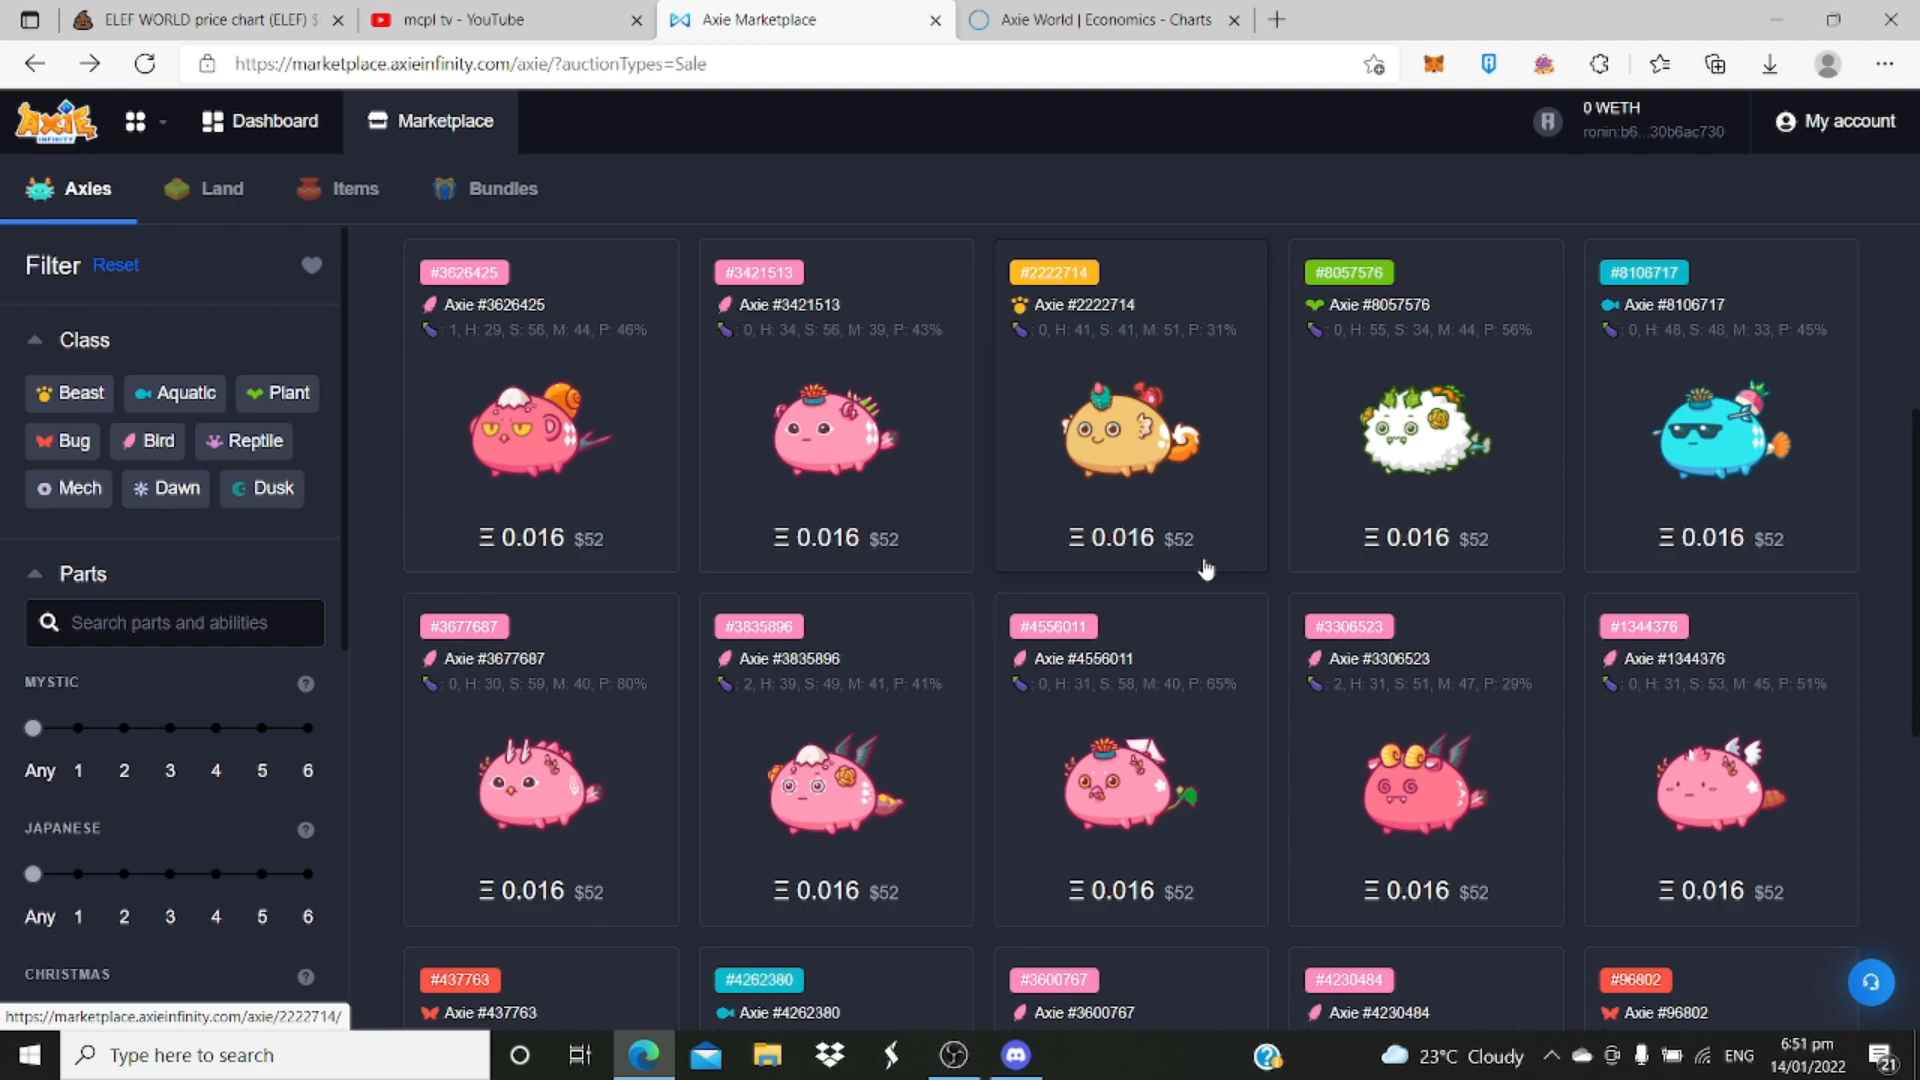 ELEF WORLD price chart (ELEF) $
mcpl tv - YouTube
Axie Marketplace
Axie World | Economics - Charts
https://marketplace.axieinfinity.com/axie/?auctionTypes=Sale
AXIE
INFINITY
Dashboard
Marketplace
0 WETH
ronin:b6...30b6ac730
My account
Axies
Land
Items
Bundles
Filter Reset
Class
Beast Aquatic Plant
Bug Bird Reptile
Mech Dawn Dusk
Parts
Search parts and abilities
MYSTIC
Any 1 2 3 4 5 6
JAPANESE
Any 1 2 3 4 5 6
CHRISTMAS
#3626425
Axie #3626425
: 1, H: 29, S: 56, M: 44, P: 46%
Ξ 0.016 $52
#3421513
Axie #3421513
: 0, H: 34, S: 56, M: 39, P: 43%
Ξ 0.016 $52
#2222714
Axie #2222714
: 0, H: 41, S: 41, M: 51, P: 31%
Ξ 0.016 $52
#8057576
Axie #8057576
: 0, H: 55, S: 34, M: 44, P: 56%
Ξ 0.016 $52
#8106717
Axie #8106717
: 0, H: 48, S: 48, M: 33, P: 45%
Ξ 0.016 $52
#3677687
Axie #3677687
: 0, H: 30, S: 59, M: 40, P: 80%
Ξ 0.016 $52
#3835896
Axie #3835896
: 2, H: 39, S: 49, M: 41, P: 41%
Ξ 0.016 $52
#4556011
Axie #4556011
: 0, H: 31, S: 58, M: 40, P: 65%
Ξ 0.016 $52
#3306523
Axie #3306523
: 2, H: 31, S: 51, M: 47, P: 29%
Ξ 0.016 $52
#1344376
Axie #1344376
: 0, H: 31, S: 53, M: 45, P: 51%
Ξ 0.016 $52
#437763
Axie #437763
#4262380
Axie #4262380
#3600767
Axie #3600767
#4230484
Axie #4230484
#96802
Axie #96802
https://marketplace.axieinfinity.com/axie/2222714/
Type here to search
23°C Cloudy
ENG
6:51 pm
14/01/2022
21